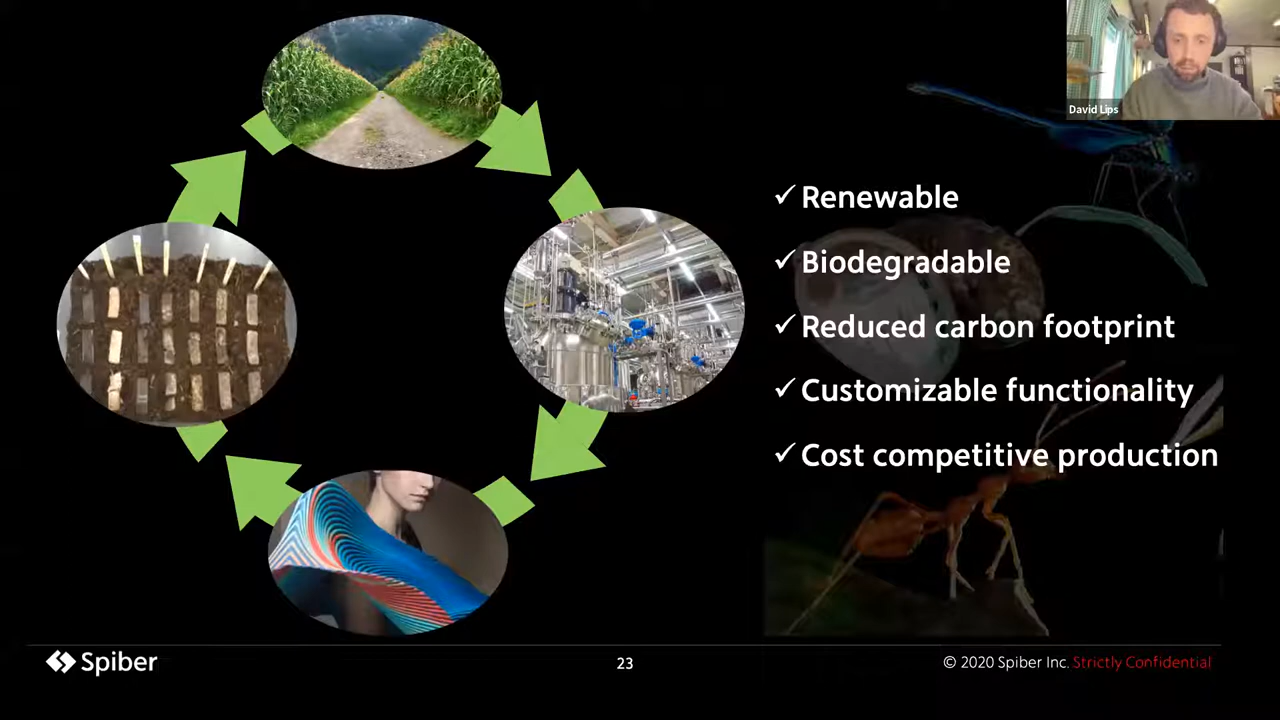 David Lips
✓ Renewable
✓ Biodegradable
✓ Reduced carbon footprint
✓ Customizable functionality
✓ Cost competitive production
Spiber
23
© 2020 Spiber Inc. Strictly Confidential